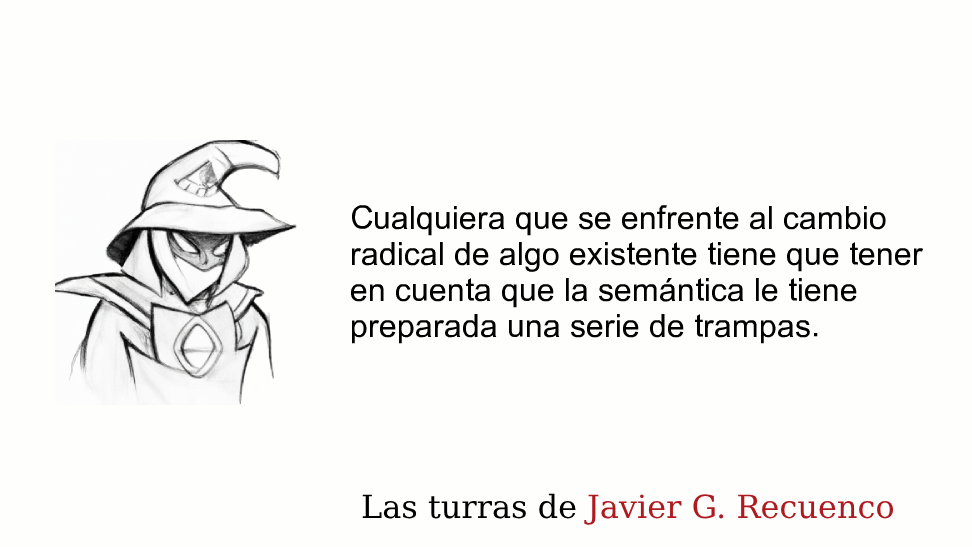 Cualquiera que se enfrente al cambio
radical de algo existente tiene que tener
en cuenta que la semántica le tiene
preparada una serie de trampas.
Las turras de Javier G. Recuenco